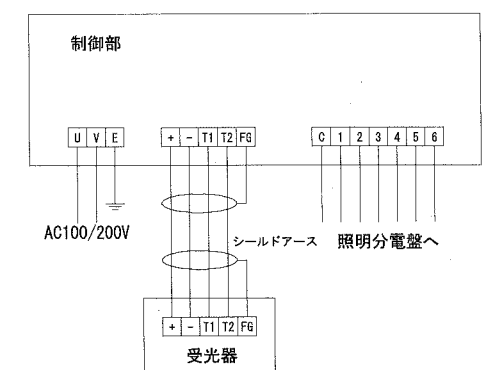 制御部
U V E + - T1 T2 FG C 1 2 3 4 5 6
AC100/200V
シールドアース
照明分電盤へ
+ - T1 T2 FG
受光器